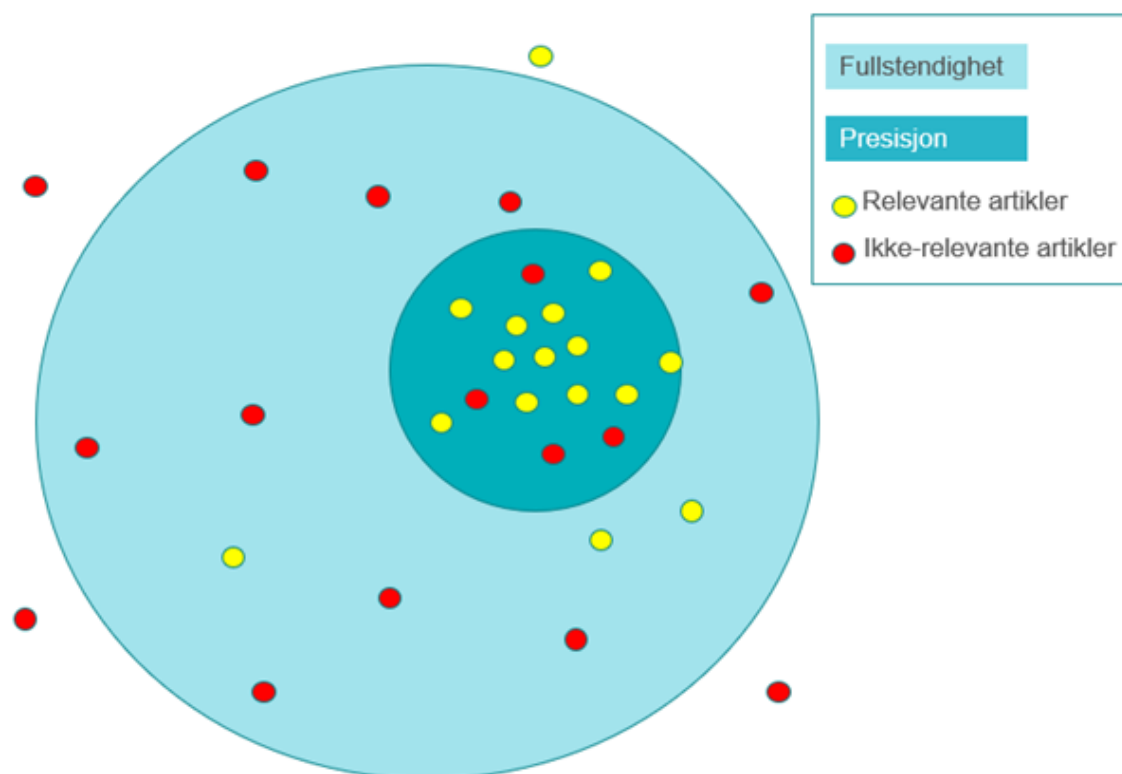 Fullstendighet
Presisjon
Relevante artikler
Ikke-relevante artikler